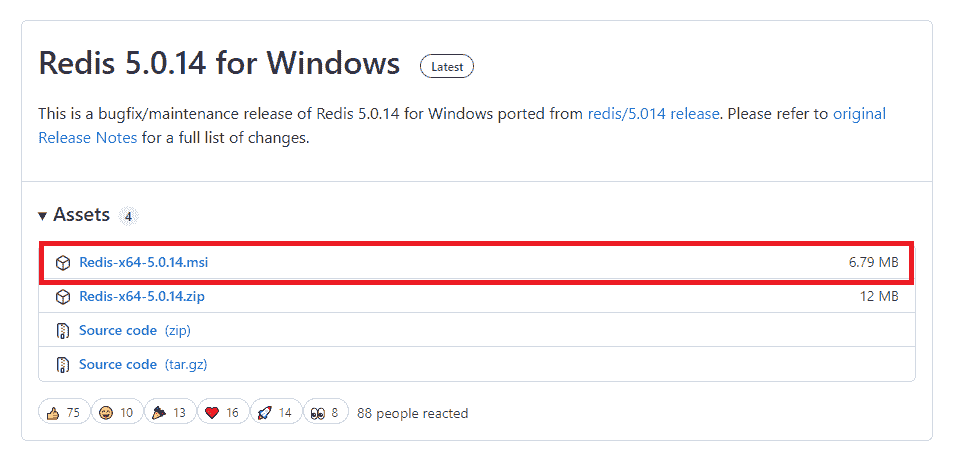 Redis 5.0.14 for Windows Latest
This is a bugfix/maintenance release of Redis 5.0.14 for Windows ported from redis/5.014 release. Please refer to original
Release Notes for a full list of changes.
Assets 4
Redis-x64-5.0.14.msi 6.79 MB
Redis-x64-5.0.14.zip 12 MB
Source code (zip)
Source code (tar.gz)
75 10 13 16 14 8 88 people reacted